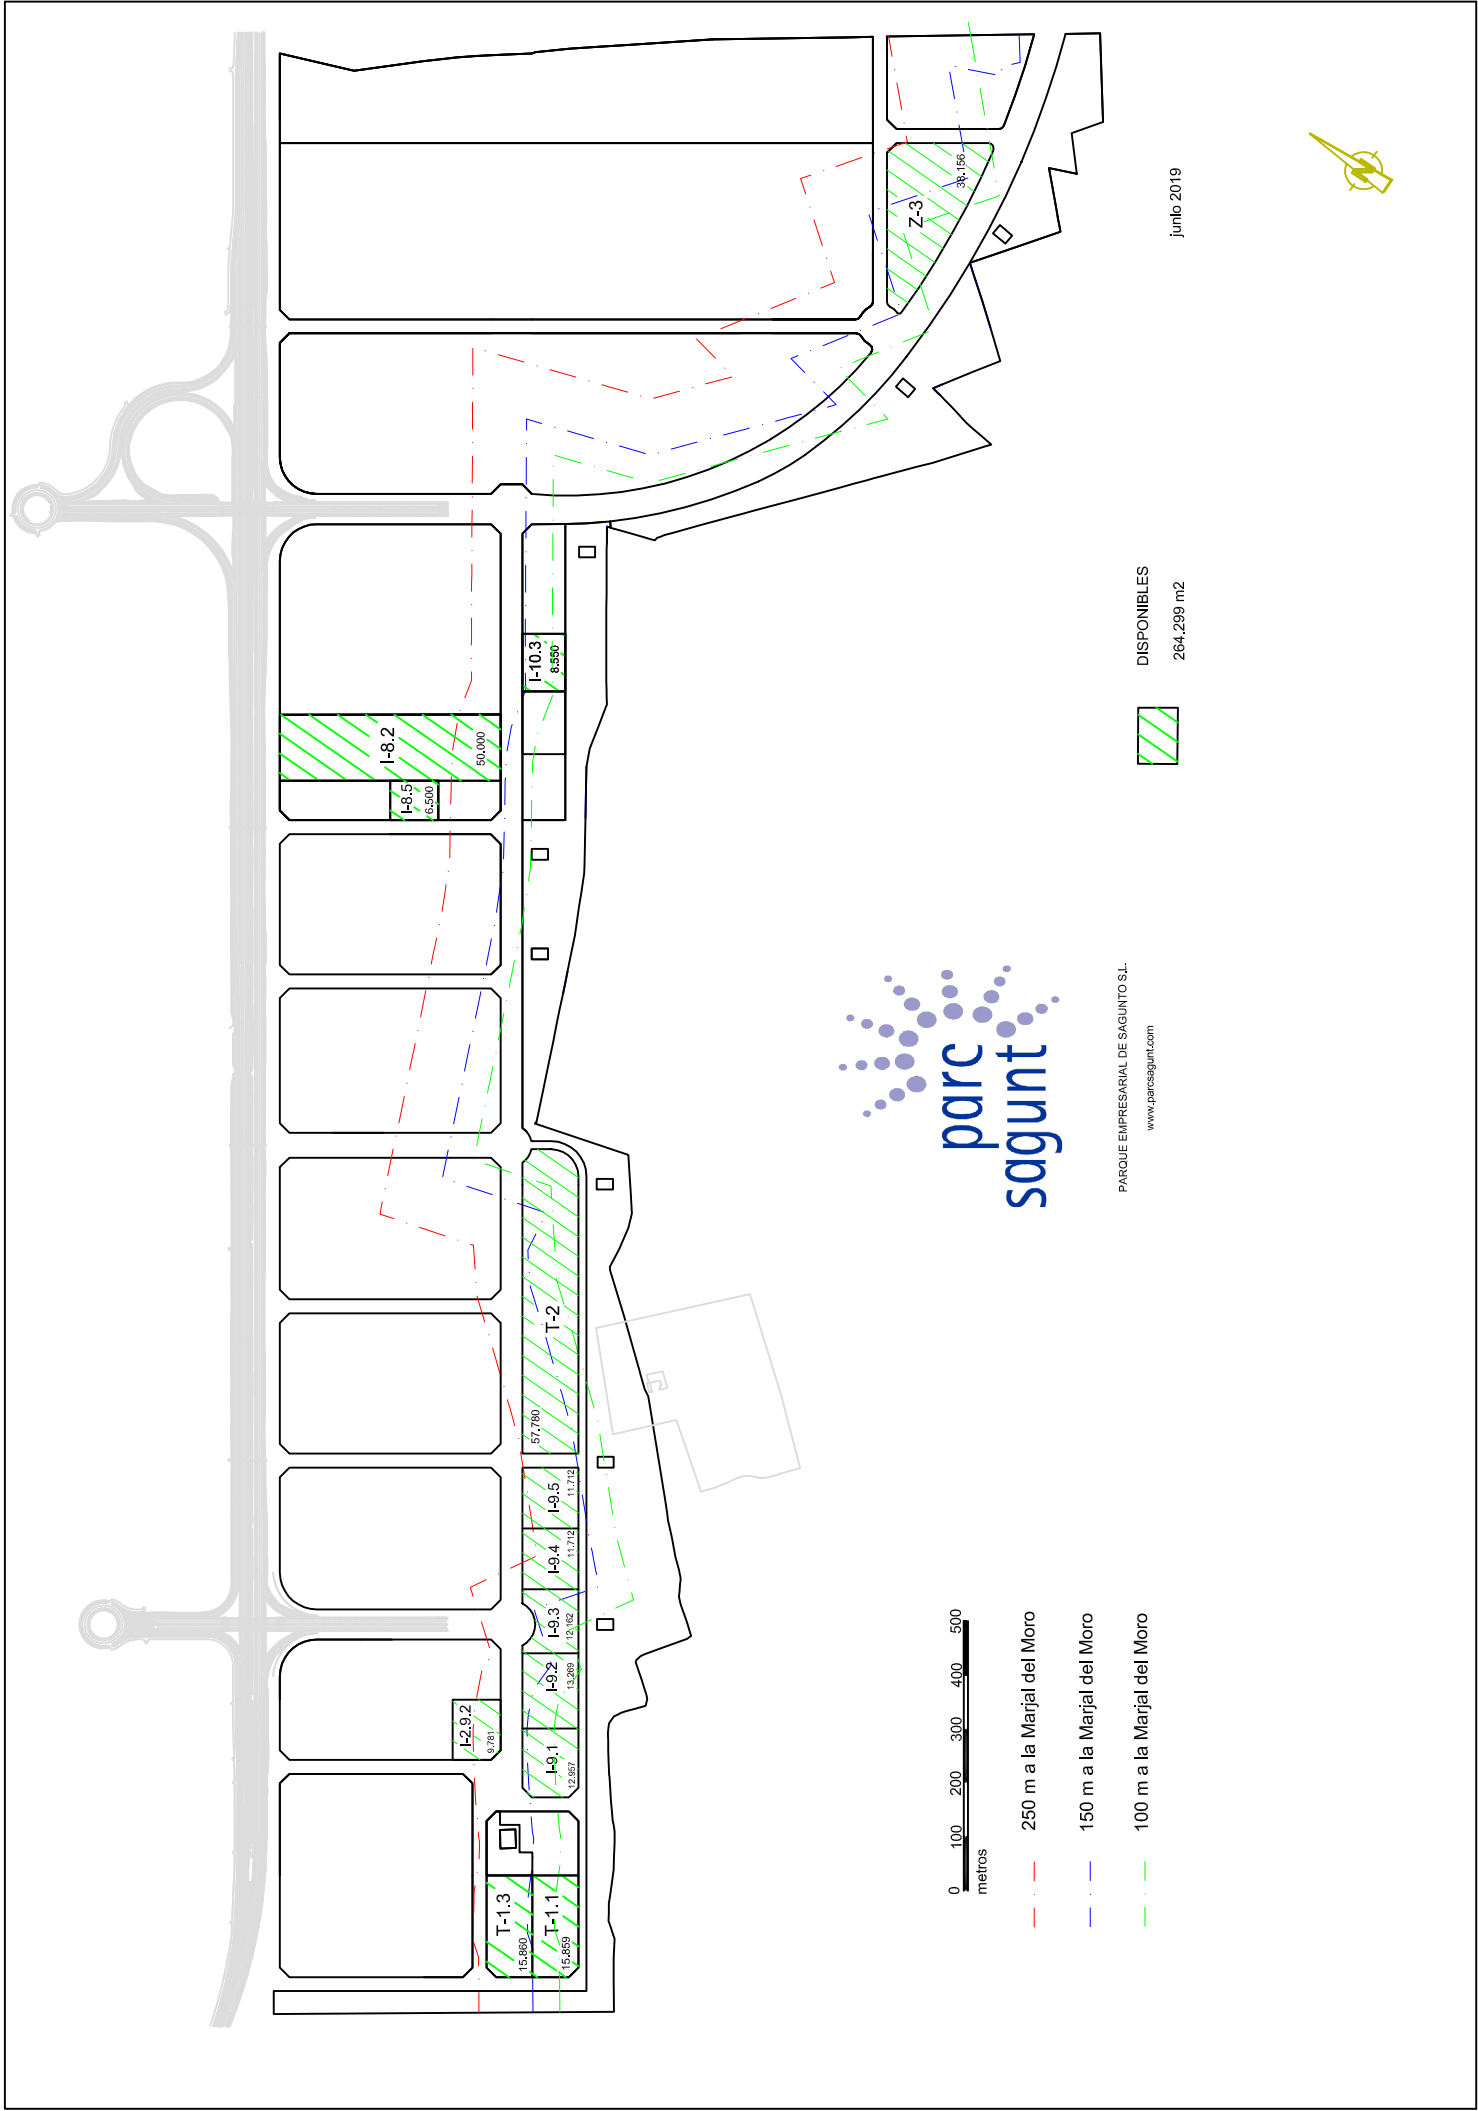 T-1.3
15.860
T-1.1
15.859
I-2.9.2
9.781
I-9.1
12.957
I-9.2
13.269
I-9.3
12.162
I-9.4
11.712
I-9.5
11.712
T-2
57.780
I-8.5
6.500
I-8.2
50.000
I-10.3
8.550
Z-3
38.156
parc
sagunt
PARQUE EMPRESARIAL DE SAGUNTO S.L.
www.parcsagunt.com
DISPONIBLES
264.299 m2
junio 2019
N
0 100 200 300 400 500
metros
250 m a la Marjal del Moro
150 m a la Marjal del Moro
100 m a la Marjal del Moro